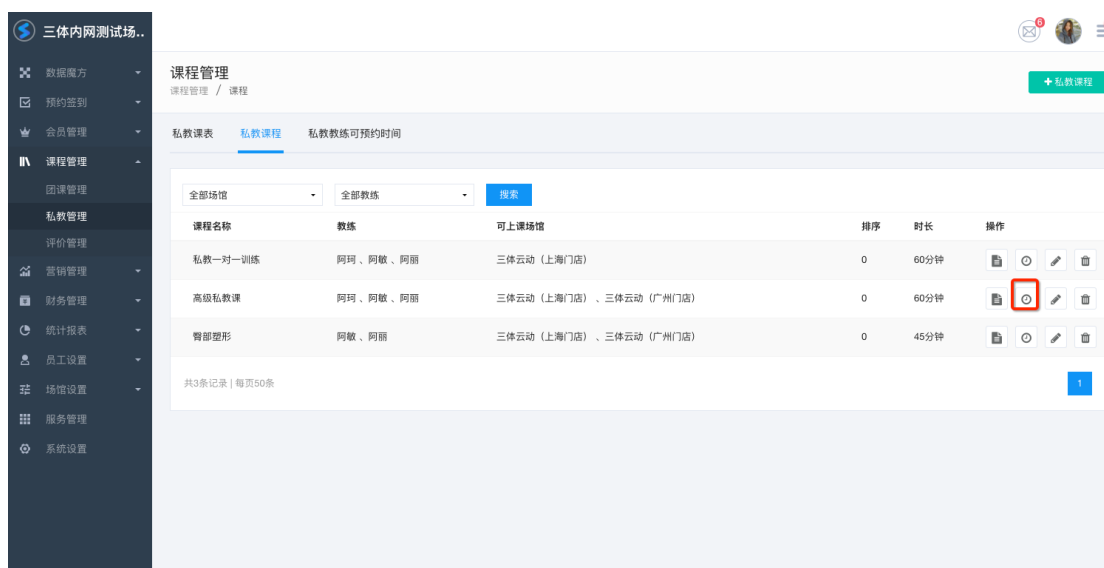 三体内网测试场..
6
数据魔方
预约签到
会员管理
课程管理
团课管理
私教管理
评价管理
营销管理
财务管理
统计报表
员工设置
场馆设置
服务管理
系统设置
课程管理
课程管理 / 课程
+私教课程
私教课表 私教课程 私教教练可预约时间
全部场馆 全部教练 搜索
课程名称 教练 可上课场馆 排序 时长 操作
私教一对一训练 阿珂 、阿敏 、阿丽 三体云动（上海门店） 0 60分钟
高级私教课 阿珂 、阿敏 、阿丽 三体云动（上海门店） 、三体云动（广州门店） 0 60分钟
臀部塑形 阿敏 、阿丽 三体云动（上海门店） 、三体云动（广州门店） 0 45分钟
共3条记录 | 每页50条
1